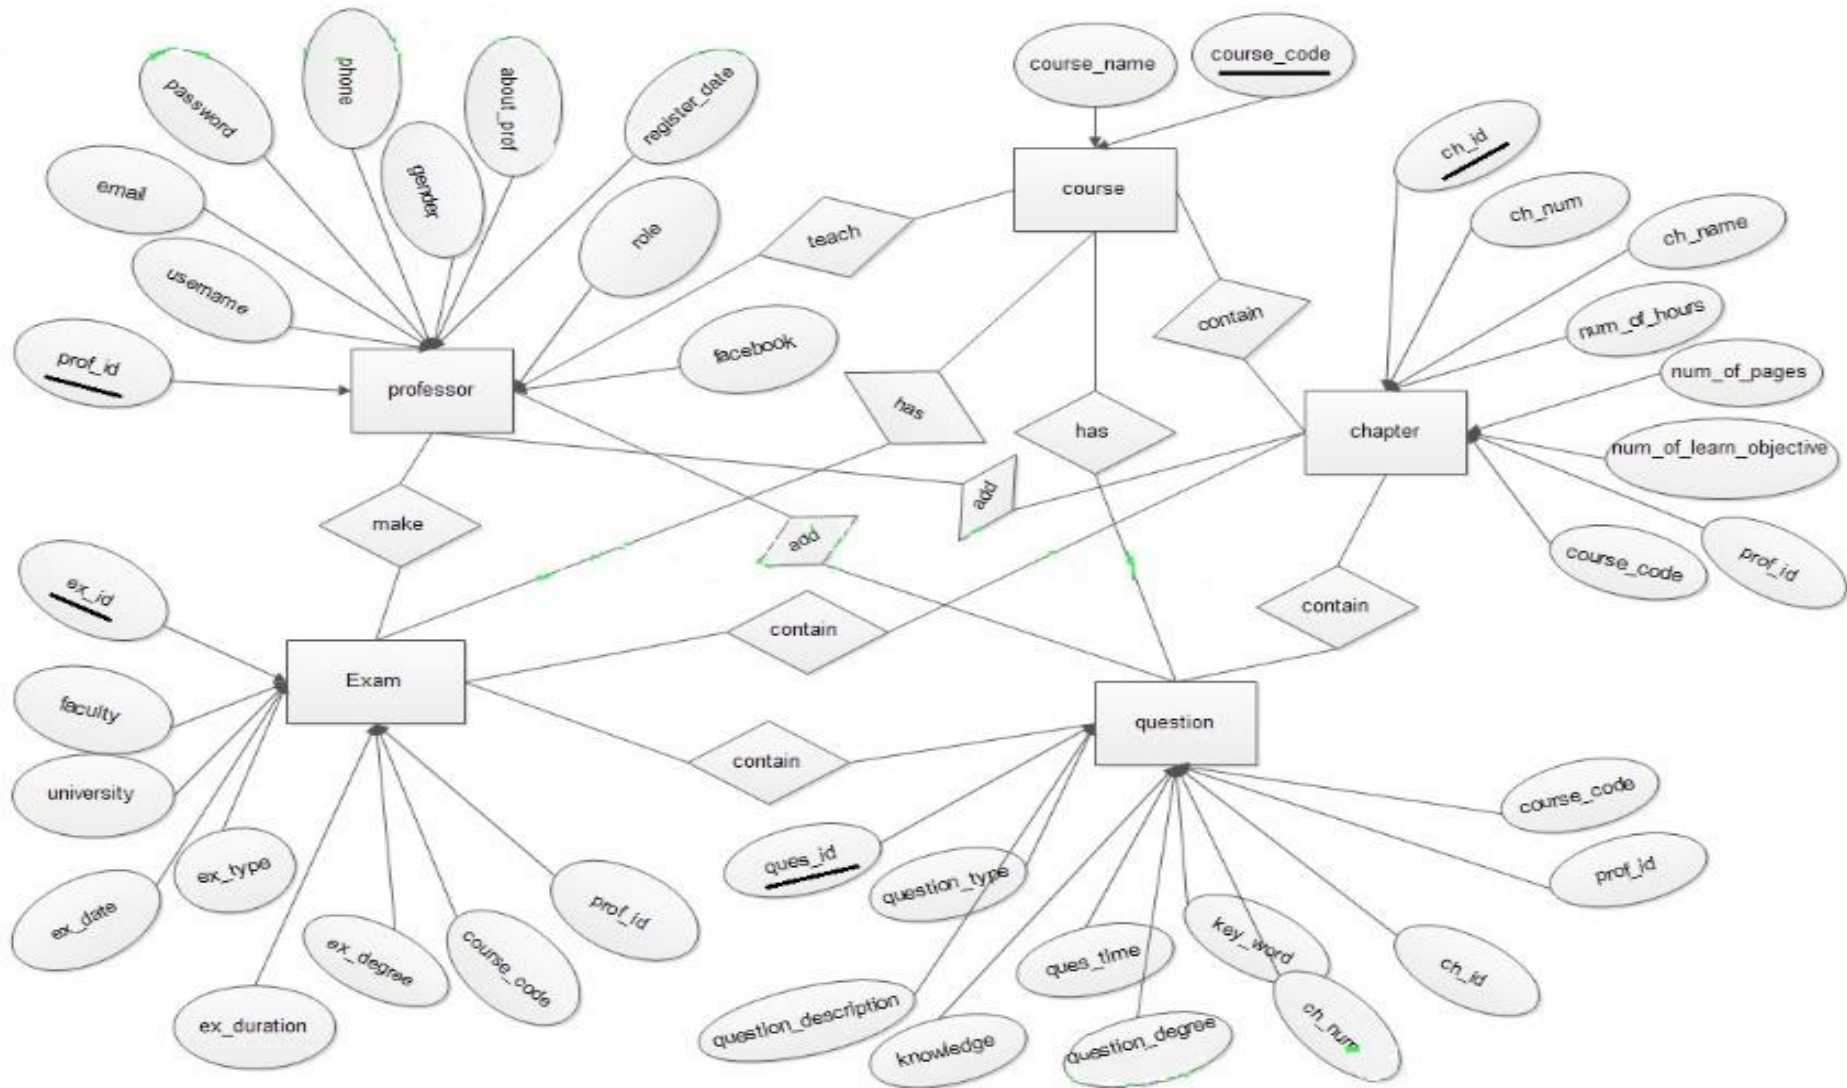 password
phone
about_prof
register_date
email
gender
username
role
prof_id
facebook
professor
course_name
course_code
course
teach
contain
has
has
ch_id
ch_num
ch_name
num_of_hours
num_of_pages
num_of_learn_objective
chapter
course_code
prof_id
make
add
add
contain
contain
contain
ex_id
faculty
university
ex_date
ex_type
Exam
ex_duration
ex_degree
course_code
prof_id
question
ques_id
question_type
question_description
knowledge
ques_time
question_degree
key_word
ch_num
ch_id
prof_id
course_code